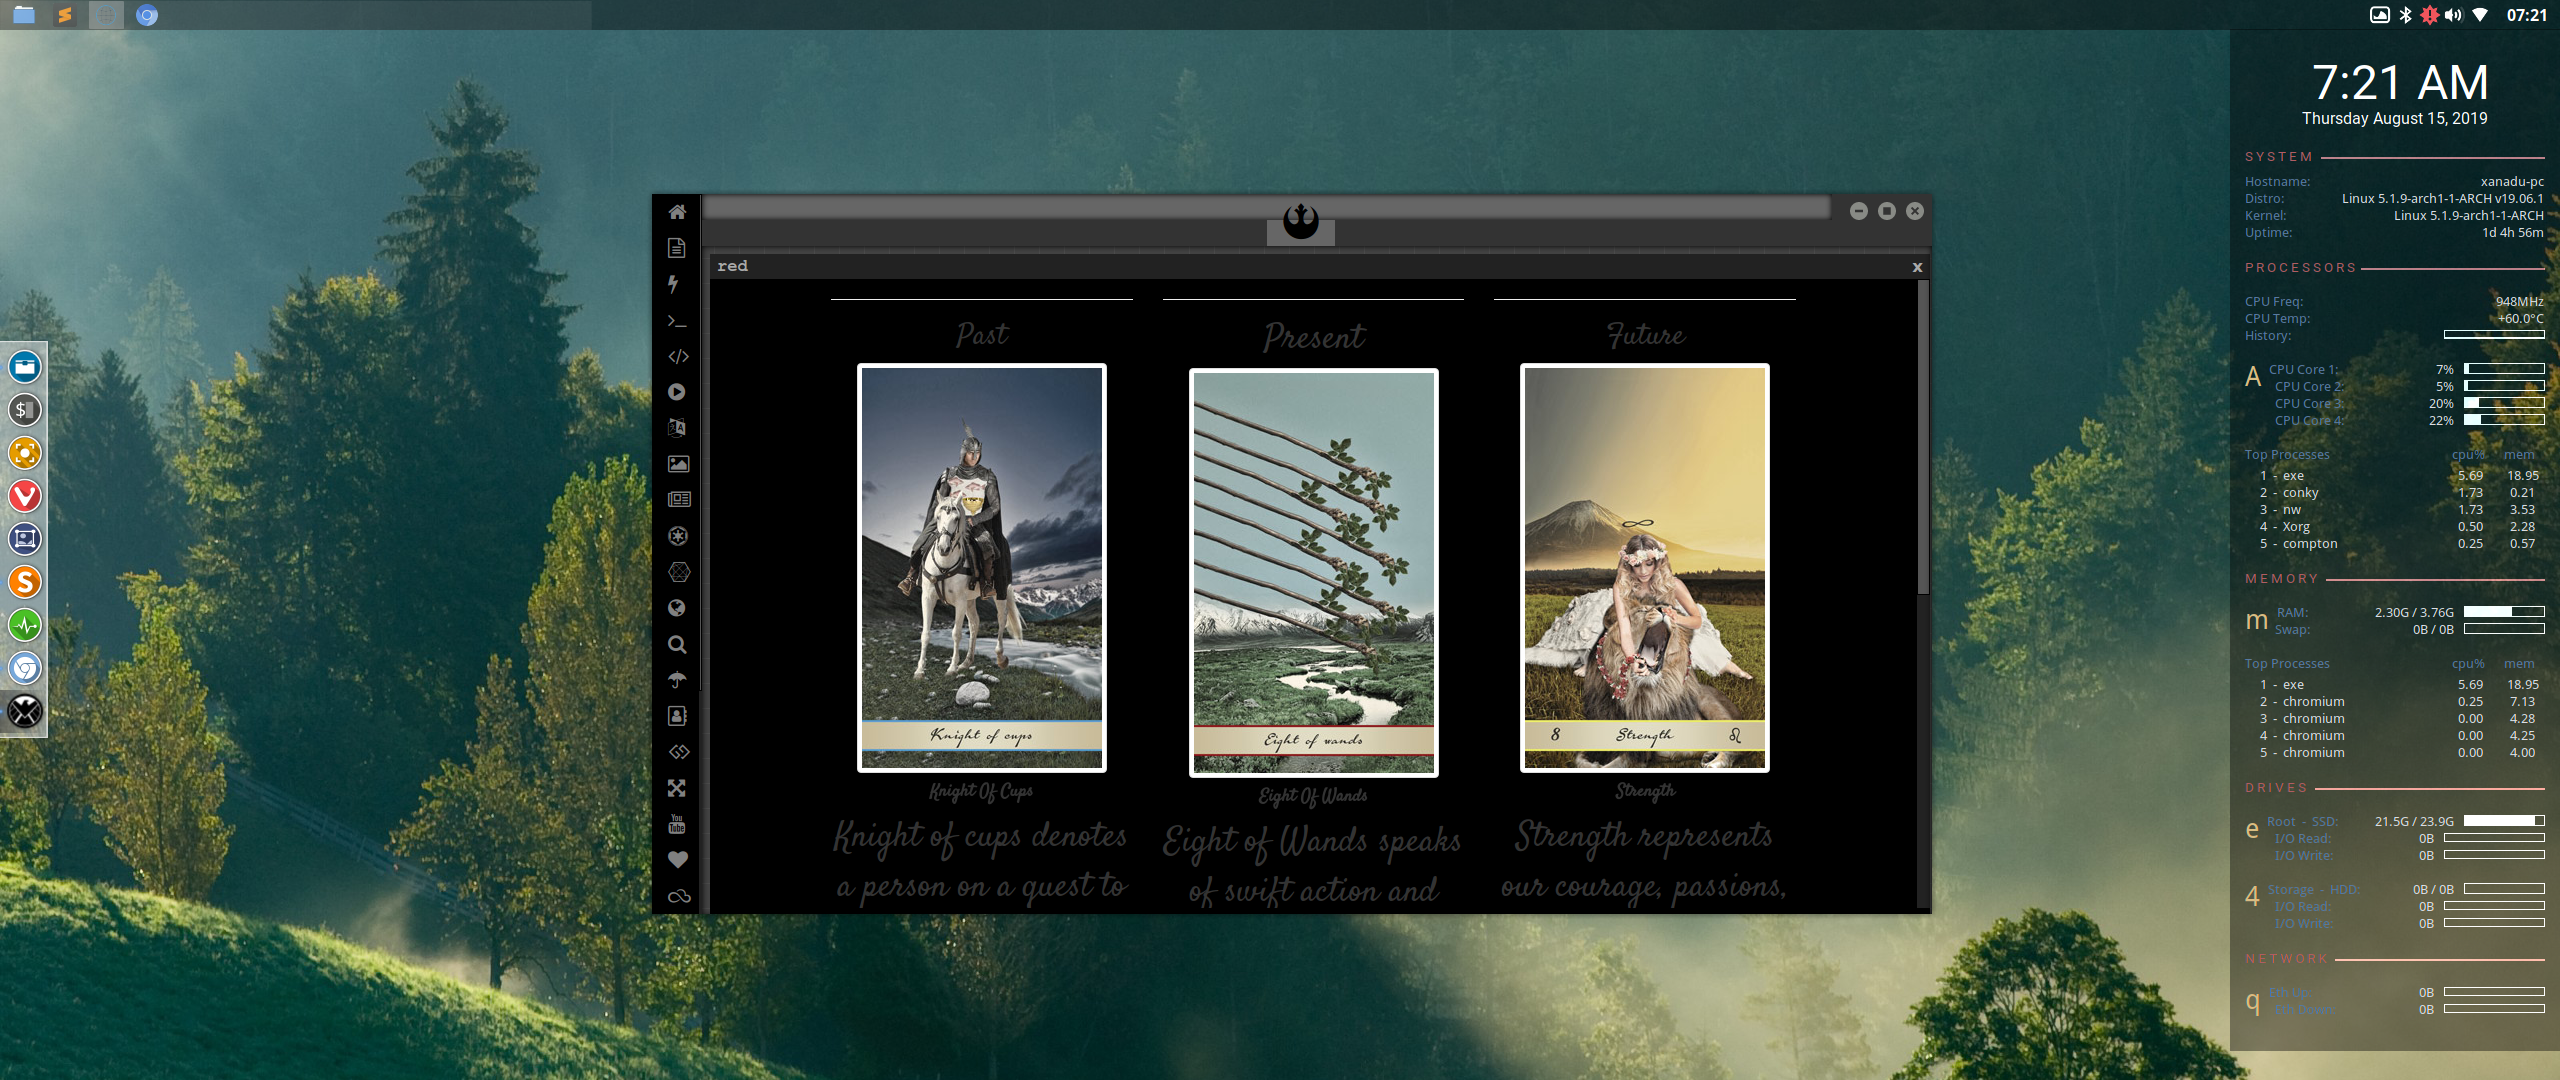 07:21
7:21 AM
Thursday August 15, 2019
SYSTEM
Hostname: xanadu-pc
Distro: Linux 5.1.9-arch1-1-ARCH v19.06.1
Kernel: Linux 5.1.9-arch1-1-ARCH
Uptime: 1d 4h 56m
PROCESSORS
CPU Freq: 948MHz
CPU Temp: +60.0°C
History:
A CPU Core 1: 7%
CPU Core 2: 5%
CPU Core 3: 20%
CPU Core 4: 22%
Top Processes cpu% mem
1 - exe 5.69 18.95
2 - conky 1.73 0.21
3 - nw 1.73 3.53
4 - Xorg 0.50 2.28
5 - compton 0.25 0.57
MEMORY
m RAM: 2.30G / 3.76G
Swap: 0B / 0B
Top Processes cpu% mem
1 - exe 5.69 18.95
2 - chromium 0.25 7.13
3 - chromium 0.00 4.28
4 - chromium 0.00 4.25
5 - chromium 0.00 4.00
DRIVES
e Root - SSD: 21.5G / 23.9G
I/O Read: 0B
I/O Write: 0B
4 Storage - HDD: 0B / 0B
I/O Read: 0B
I/O Write: 0B
NETWORK
q Eth Up: 0B
0B
red x
Past
Knight of cups
Knight Of Cups
Knight of cups denotes
a person on a quest to
Present
Eight of wands
Eight Of Wands
Eight of Wands speaks
of swift action and
Future
8 Strength
Strength
Strength represents
our courage, passions,
$
S
You
Tube